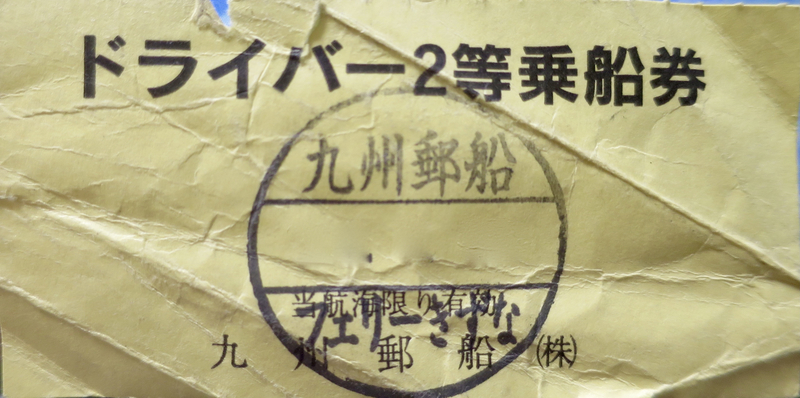 ドライバー2等乗船券
九州郵船
当航海限り有効
フェリーきずな
九州郵船㈱